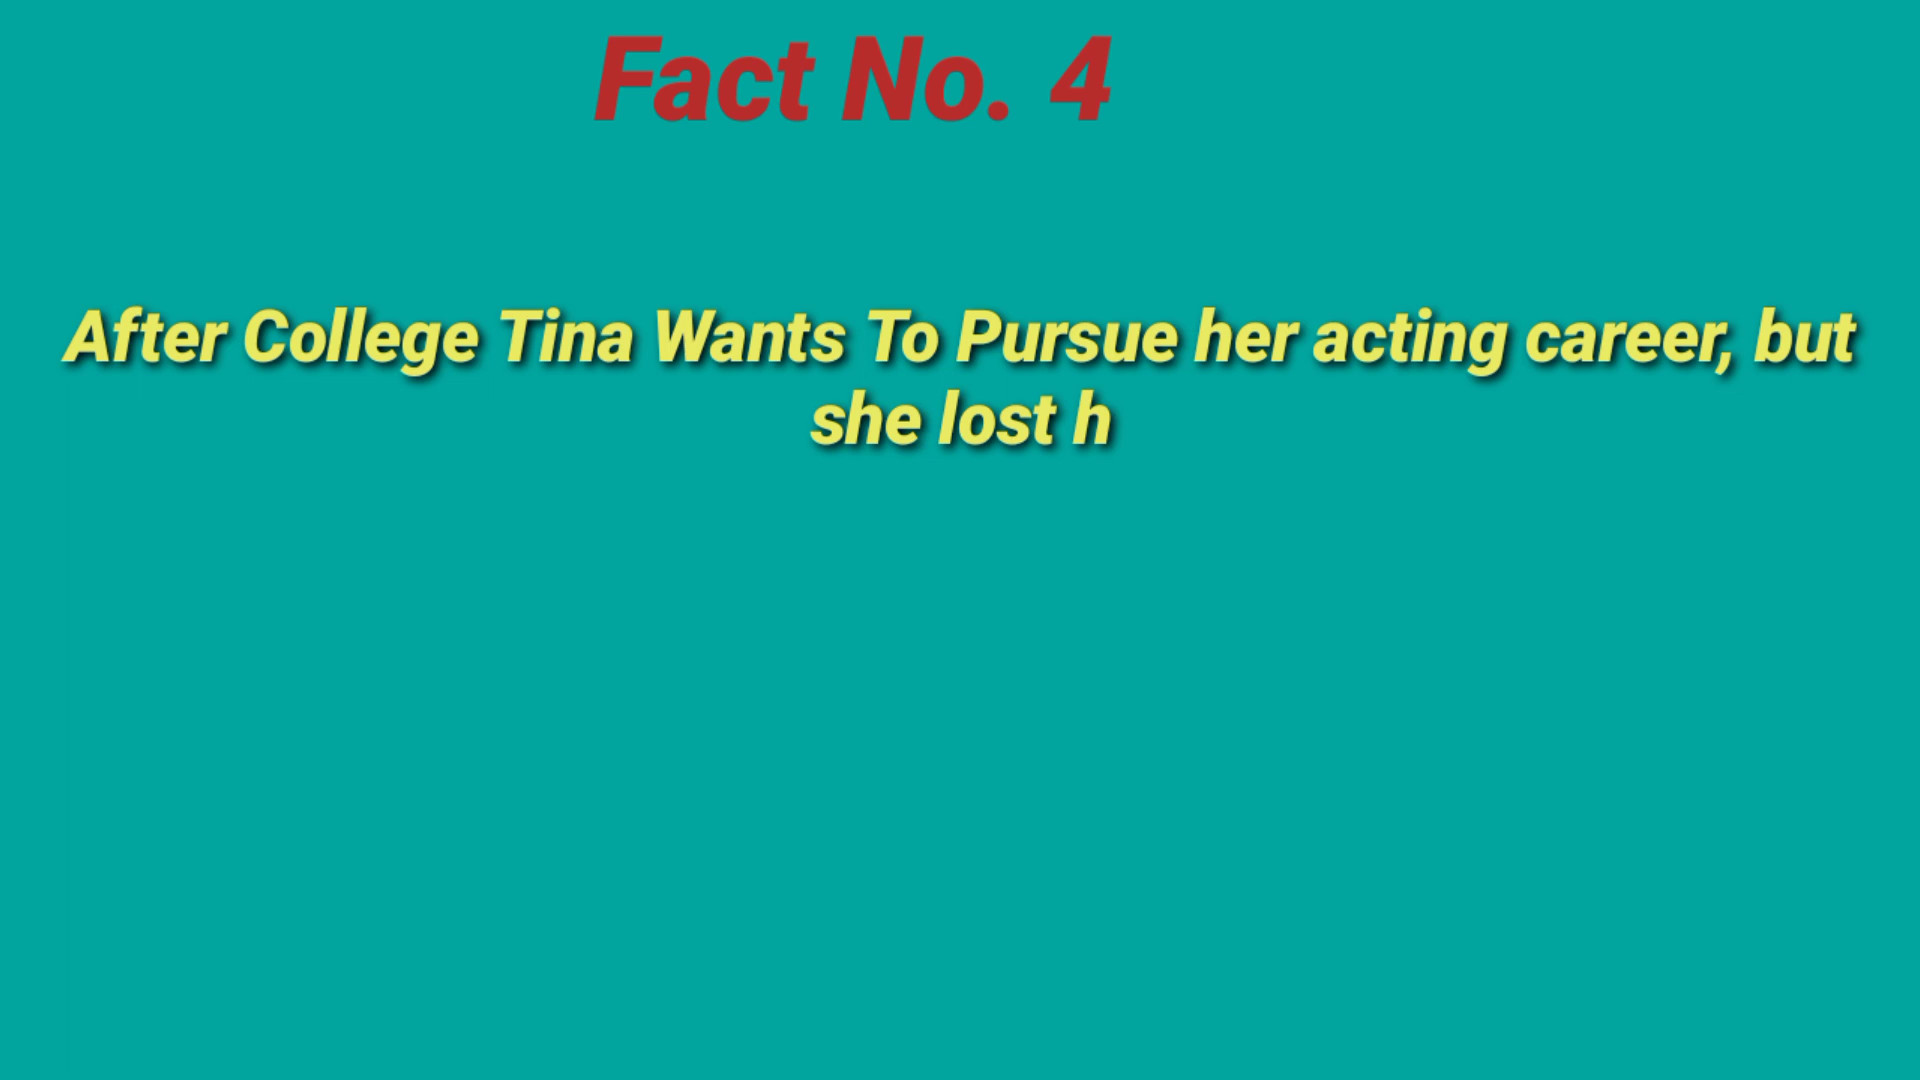 Fact No. 4
After College Tina Wants To Pursue her acting career, but
she lost h